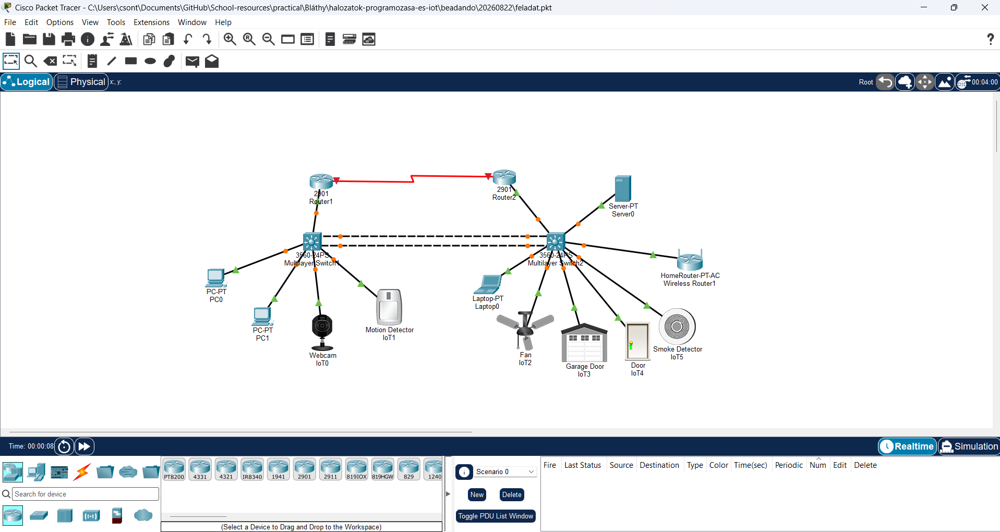 Cisco Packet Tracer - C:\Users\csont\Documents\GitHub\School-resources\practical\Bláthy\halozatok-programozasa-es-iot\beadando\20260822\feladat.pkt
File Edit Options View Tools Extensions Window Help
?
Logical Physical x:, y: Root 00:04:00
2901
Router1
2901
Router2
Server-PT
Server0
3560-24PS
Multilayer Switch1
3560-24PS
Multilayer Switch2
HomeRouter-PT-AC
Wireless Router1
PC-PT
PC0
PC-PT
PC1
Webcam
IoT0
Motion Detector
IoT1
Laptop-PT
Laptop0
Fan
IoT2
Garage Door
IoT3
Door
IoT4
Smoke Detector
IoT5
Time: 00:00:08 Realtime Simulation
PT8200 4331 4321 IR8340 1941 2901 2911 819IOX 819HGW 829 1240
Search for device
(Select a Device to Drag and Drop to the Workspace)
Scenario 0
New Delete
Toggle PDU List Window
Fire Last Status Source Destination Type Color Time(sec) Periodic Num Edit Delete